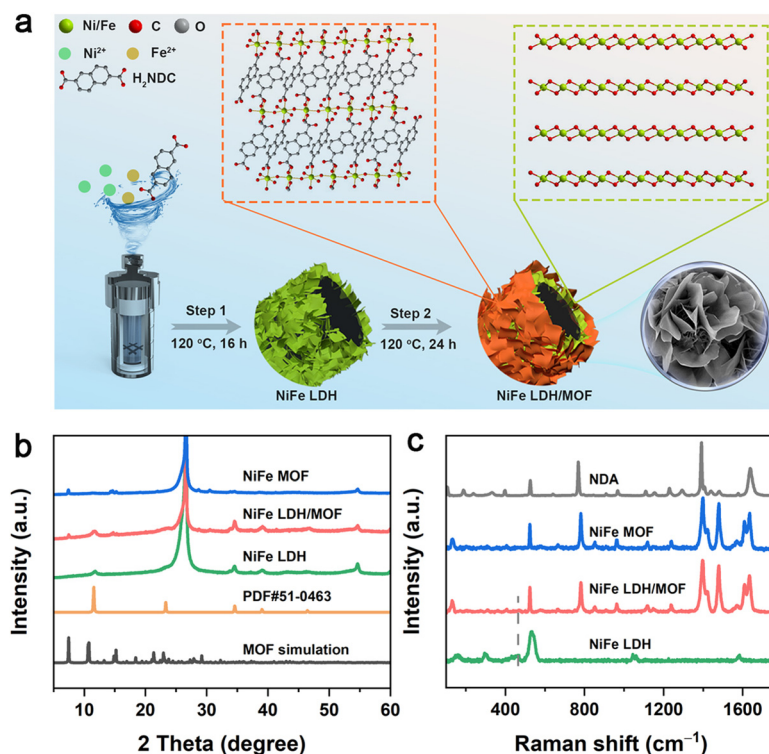 a
Ni/Fe C O
Ni²⁺ Fe²⁺
H₂NDC
Step 1
120 °C, 16 h
NiFe LDH
Step 2
120 °C, 24 h
NiFe LDH/MOF
b
Intensity (a.u.)
NiFe MOF
NiFe LDH/MOF
NiFe LDH
PDF#51-0463
MOF simulation
10 20 30 40 50 60
2 Theta (degree)
c
Intensity (a.u.)
NDA
NiFe MOF
NiFe LDH/MOF
NiFe LDH
400 800 1200 1600
Raman shift (cm⁻¹)